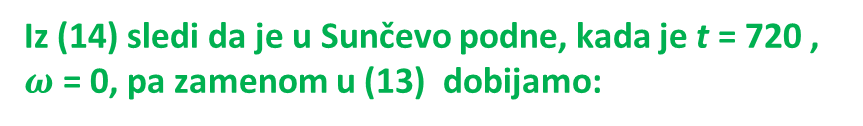 Iz (14) sledi da je u Sunčevo podne, kada je t = 720 ,
ω = 0, pa zamenom u (13) dobijamo: